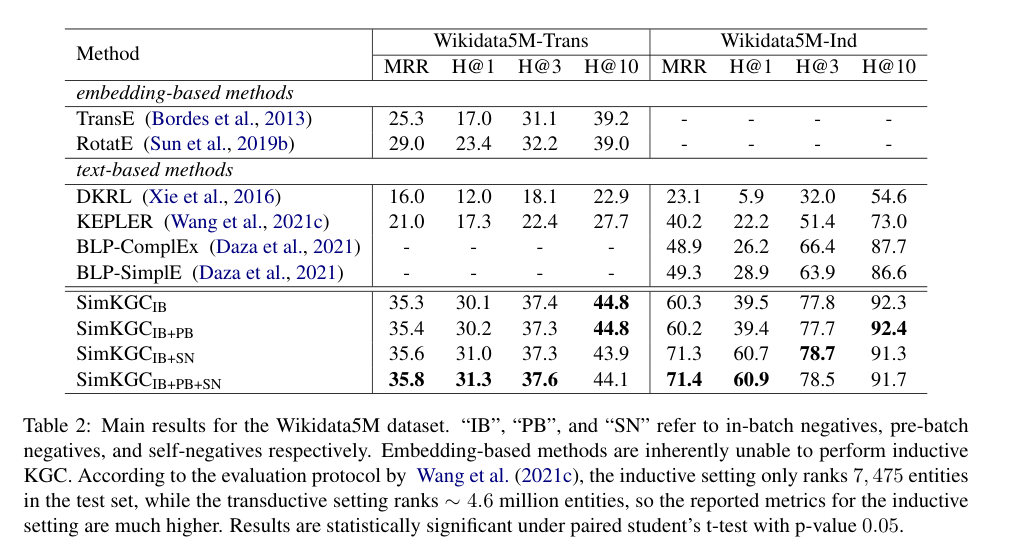 Method Wikidata5M-Trans Wikidata5M-Ind
MRR H@1 H@3 H@10 MRR H@1 H@3 H@10
embedding-based methods
TransE (Bordes et al., 2013) 25.3 17.0 31.1 39.2 - - - -
RotatE (Sun et al., 2019b) 29.0 23.4 32.2 39.0 - - - -
text-based methods
DKRL (Xie et al., 2016) 16.0 12.0 18.1 22.9 23.1 5.9 32.0 54.6
KEPLER (Wang et al., 2021c) 21.0 17.3 22.4 27.7 40.2 22.2 51.4 73.0
BLP-ComplEx (Daza et al., 2021) - - - - 48.9 26.2 66.4 87.7
BLP-SimplE (Daza et al., 2021) - - - - 49.3 28.9 63.9 86.6
SimKGCIB 35.3 30.1 37.4 44.8 60.3 39.5 77.8 92.3
SimKGCIB+PB 35.4 30.2 37.3 44.8 60.2 39.4 77.7 92.4
SimKGCIB+SN 35.6 31.0 37.3 43.9 71.3 60.7 78.7 91.3
SimKGCIB+PB+SN 35.8 31.3 37.6 44.1 71.4 60.9 78.5 91.7
Table 2: Main results for the Wikidata5M dataset. “IB”, “PB”, and “SN” refer to in-batch negatives, pre-batch
negatives, and self-negatives respectively. Embedding-based methods are inherently unable to perform inductive
KGC. According to the evaluation protocol by Wang et al. (2021c), the inductive setting only ranks 7, 475 entities
in the test set, while the transductive setting ranks ∼ 4.6 million entities, so the reported metrics for the inductive
setting are much higher. Results are statistically significant under paired student’s t-test with p-value 0.05.